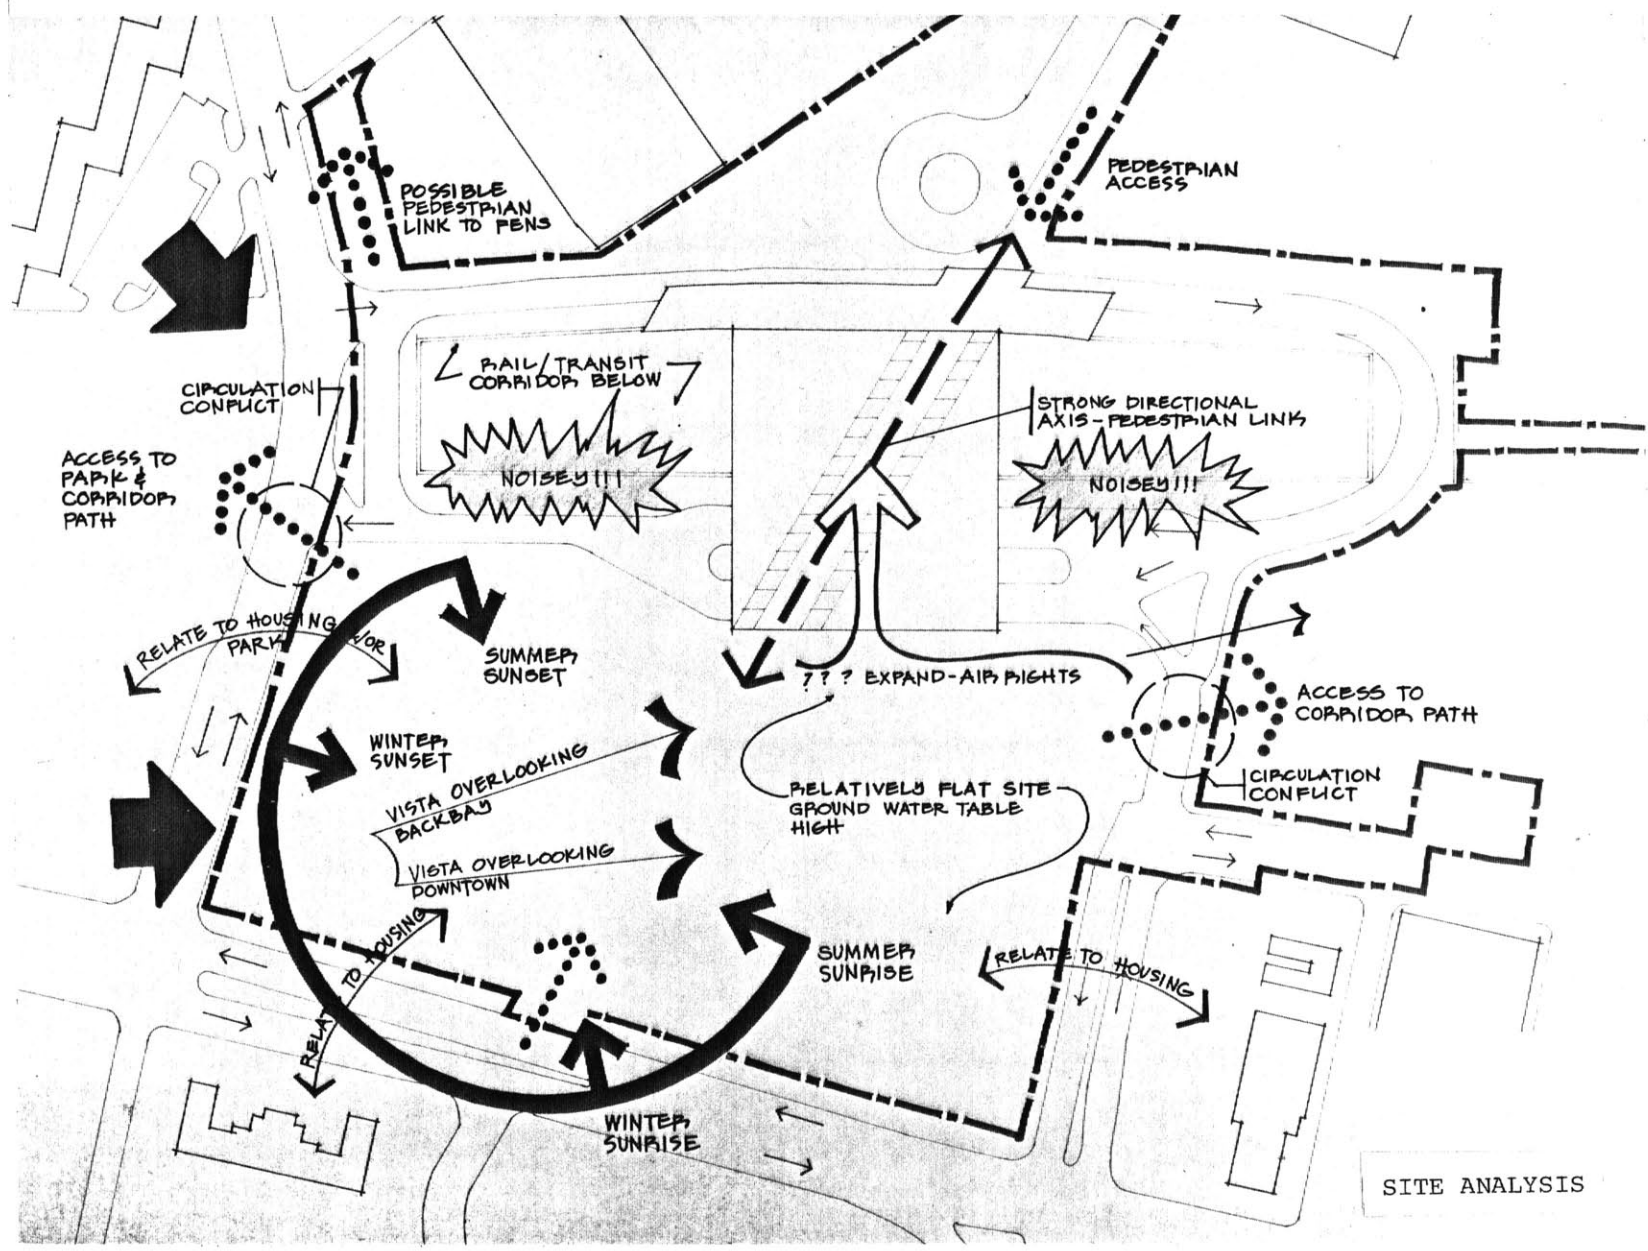 POSSIBLE
PEDESTRIAN
LINK TO FENS
PEDESTRIAN
ACCESS
RAIL/TRANSIT
CORRIDOR BELOW
CIRCULATION
CONFLICT
STRONG DIRECTIONAL
AXIS-PEDESTRIAN LINK
ACCESS TO
PARK &
CORRIDOR
PATH
NOISEY!!!
NOISEY!!!
RELATE TO HOUSING &/OR
PARK
SUMMER
SUNSET
? ? ? EXPAND-AIR RIGHTS
ACCESS TO
CORRIDOR PATH
WINTER
SUNSET
VISTA OVERLOOKING
BACKBAY
RELATIVELY FLAT SITE
GROUND WATER TABLE
HIGH
CIRCULATION
CONFLICT
VISTA OVERLOOKING
DOWNTOWN
RELATE TO HOUSING
SUMMER
SUNRISE
RELATE TO HOUSING
WINTER
SUNRISE
SITE ANALYSIS